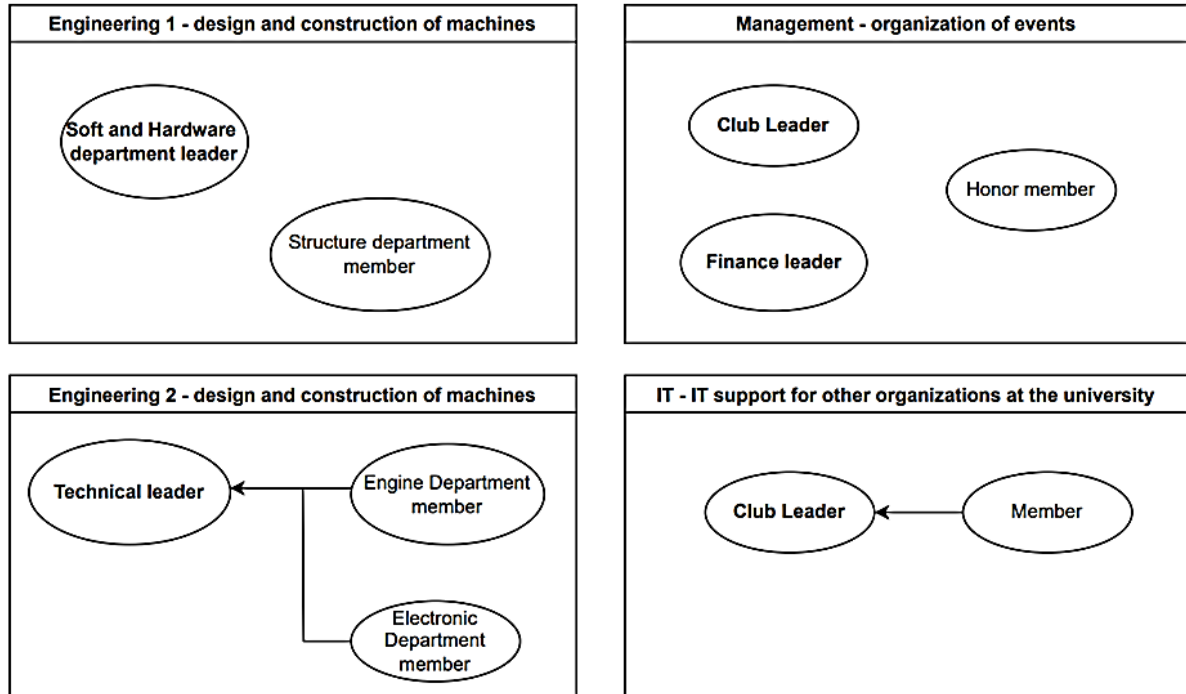 Engineering 1 - design and construction of machines
Soft and Hardware
department leader
Structure department
member
Management - organization of events
Club Leader
Honor member
Finance leader
Engineering 2 - design and construction of machines
Technical leader
Engine Department
member
Electronic
Department
member
IT - IT support for other organizations at the university
Club Leader
Member